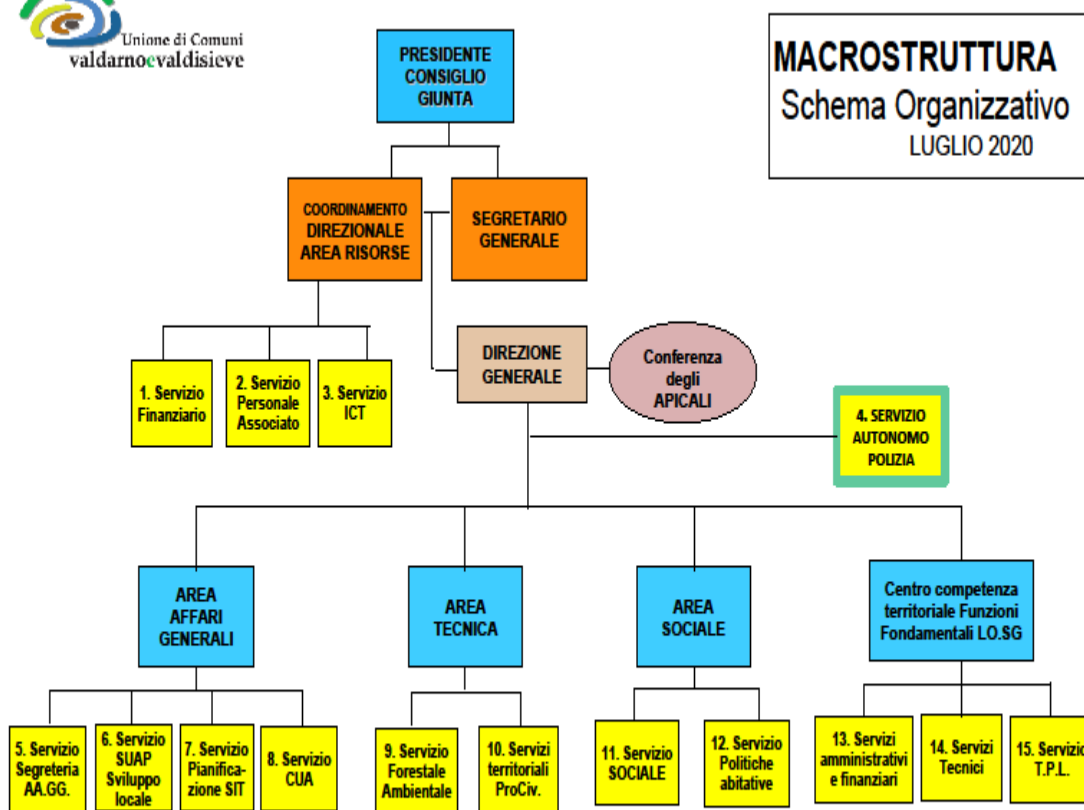 Unione di Comuni
valdarnoevaldisieve
MACROSTRUTTURA
Schema Organizzativo
LUGLIO 2020
PRESIDENTE
CONSIGLIO
GIUNTA
COORDINAMENTO
DIREZIONALE
AREA RISORSE
SEGRETARIO
GENERALE
DIREZIONE
GENERALE
Conferenza
degli
APICALI
1. Servizio
Finanziario
2. Servizio
Personale
Associato
3. Servizio
ICT
4. SERVIZIO
AUTONOMO
POLIZIA
AREA
AFFARI
GENERALI
AREA
TECNICA
AREA
SOCIALE
Centro competenza
territoriale Funzioni
Fondamentali LO.SG
5. Servizio
Segreteria
AA.GG.
6. Servizio
SUAP
Sviluppo
locale
7. Servizio
Pianifica-
zione SIT
8. Servizio
CUA
9. Servizio
Forestale
Ambientale
10. Servizi
territoriali
ProCiv.
11. Servizio
SOCIALE
12. Servizio
Politiche
abitative
13. Servizi
amministrativi
e finanziari
14. Servizi
Tecnici
15. Servizio
T.P.L.